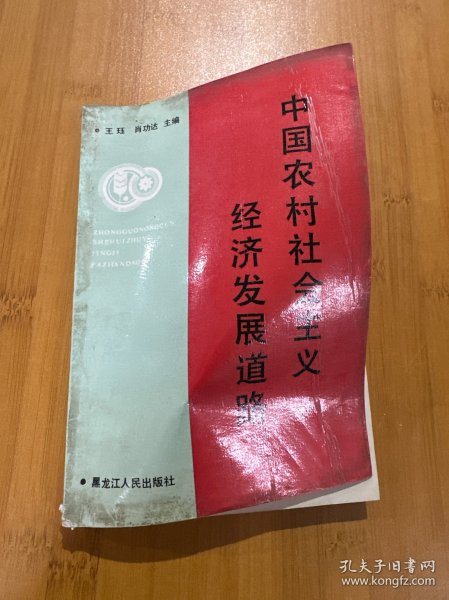 • 王珏 肖功达 主编
中国农村社会主义
经济发展道路
ZHONGGUONONGCUN
SHEHUIZHUYI
JINGJI
FAZHANDAOLU
• 黑龙江人民出版社
孔夫子旧书网
www.kongfz.com